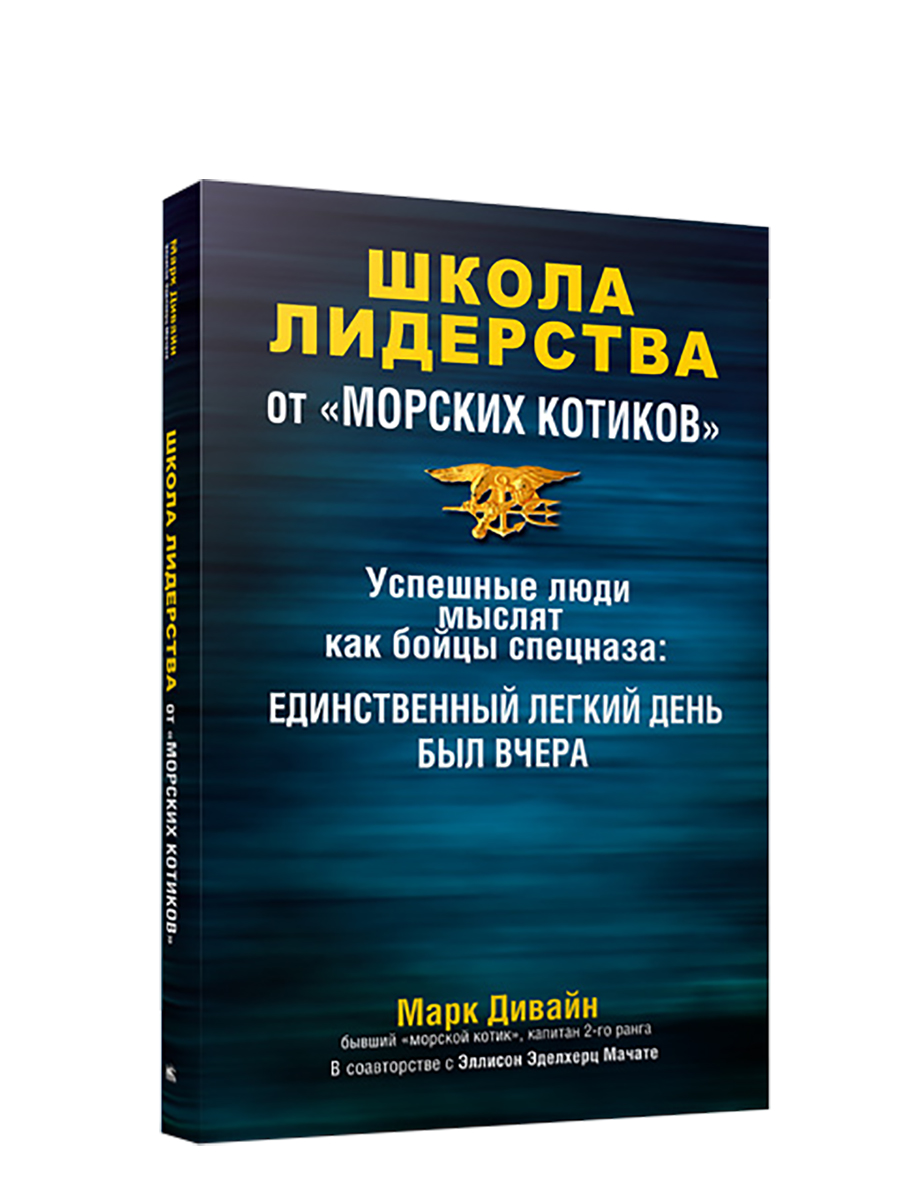 ШКОЛА
ЛИДЕРСТВА
от «МОРСКИХ КОТИКОВ»
Успешные люди
мыслят
как бойцы спецназа:
ЕДИНСТВЕННЫЙ ЛЕГКИЙ ДЕНЬ
БЫЛ ВЧЕРА
Марк Дивайн
бывший «морской котик», капитан 2-го ранга
В соавторстве с Эллисон Эделхерц Мачате
Марк Дивайн
ШКОЛА ЛИДЕРСТВА от «МОРСКИХ КОТИКОВ»